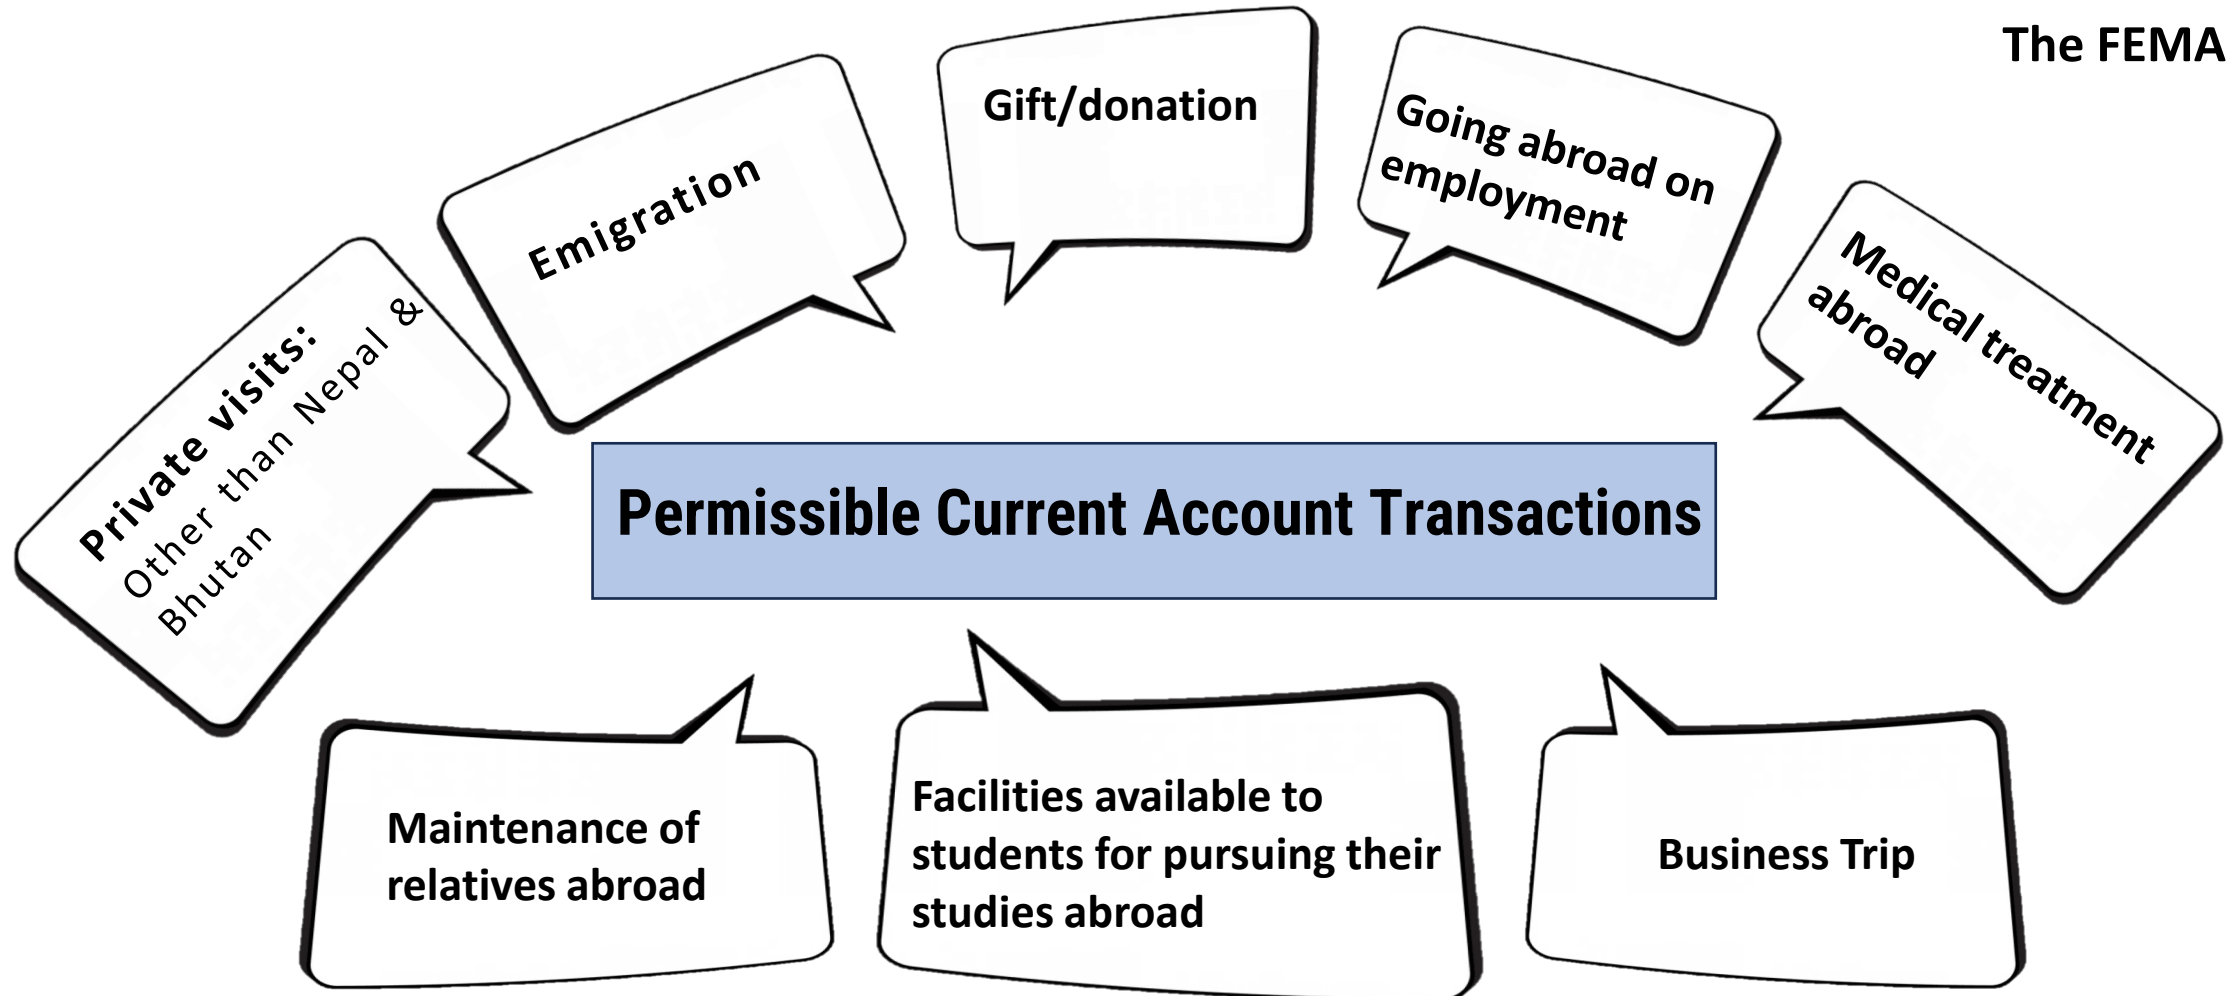 The FEMA
Private visits:
Other than Nepal &
Bhutan
Emigration
Gift/donation
Going abroad on
employment
Medical treatment
abroad
Permissible Current Account Transactions
Maintenance of
relatives abroad
Facilities available to
students for pursuing their
studies abroad
Business Trip